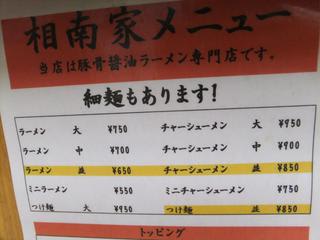 相南家メニュー
当店は豚骨醤油ラーメン専門店です。
細麺もあります!
ラーメン 大 ¥750 チャーシューメン 大 ¥950
ラーメン 中 ¥700 チャーシューメン 中 ¥900
ラーメン 並 ¥650 チャーシューメン 並 ¥850
ミニラーメン ¥550 ミニチャーシューメン ¥750
つけ麺 大 ¥950 つけ麺 並 ¥850
トッピング